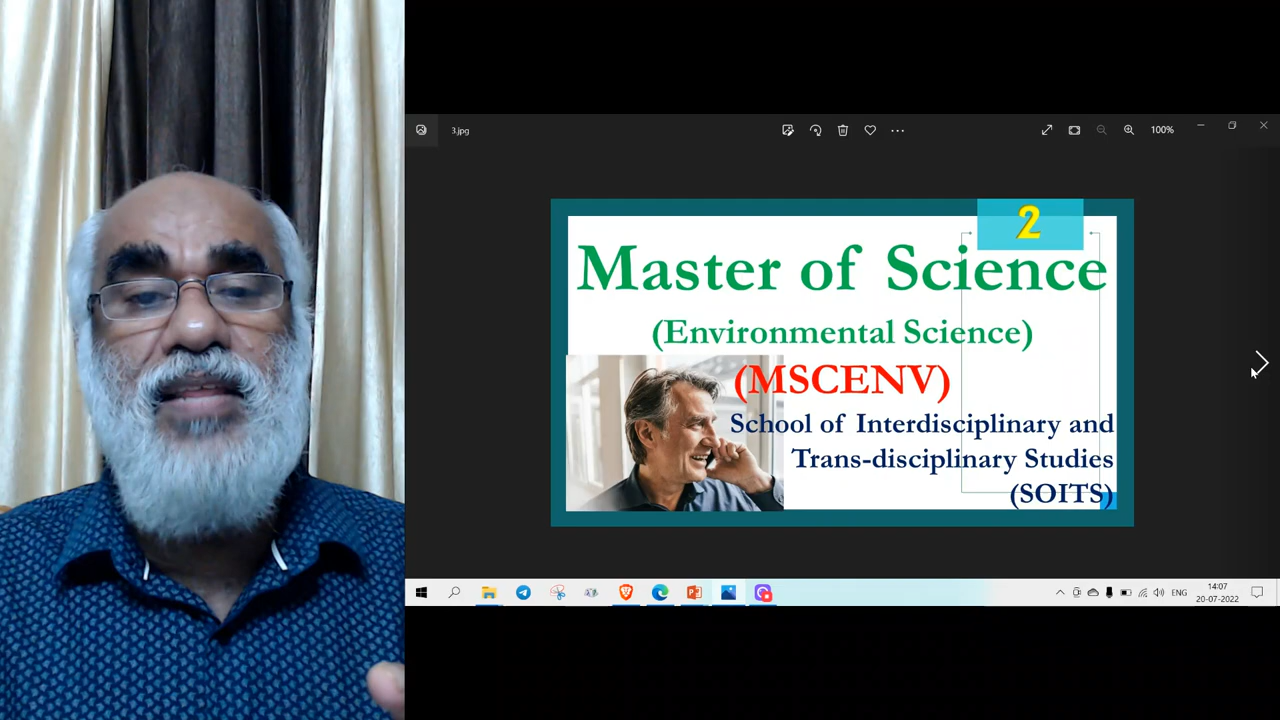 3.jpg
100%
2
Master of Science
(Environmental Science)
(MSCENV)
School of Interdisciplinary and
Trans-disciplinary Studies
(SOITS)
ENG
14:07
20-07-2022